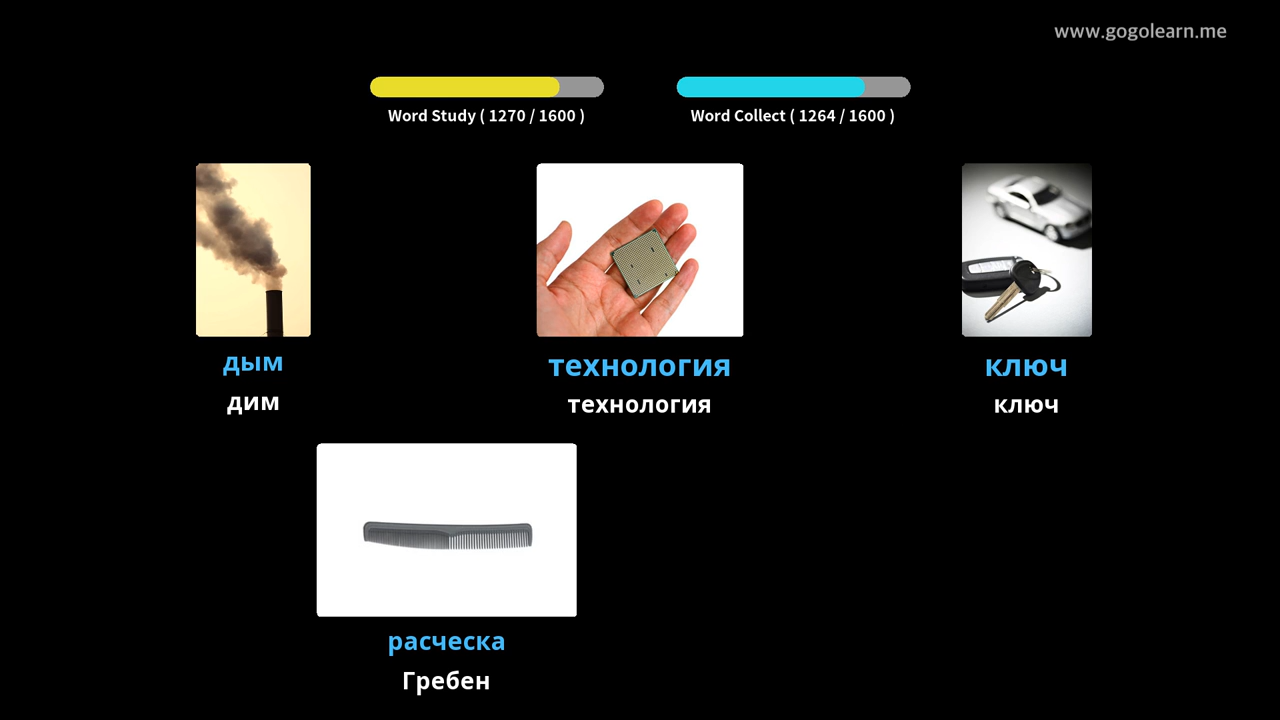 www.gogolearn.me
Word Study ( 1270 / 1600 )
Word Collect ( 1264 / 1600 )
дым
дим
технология
технология
ключ
ключ
расческа
Гребен